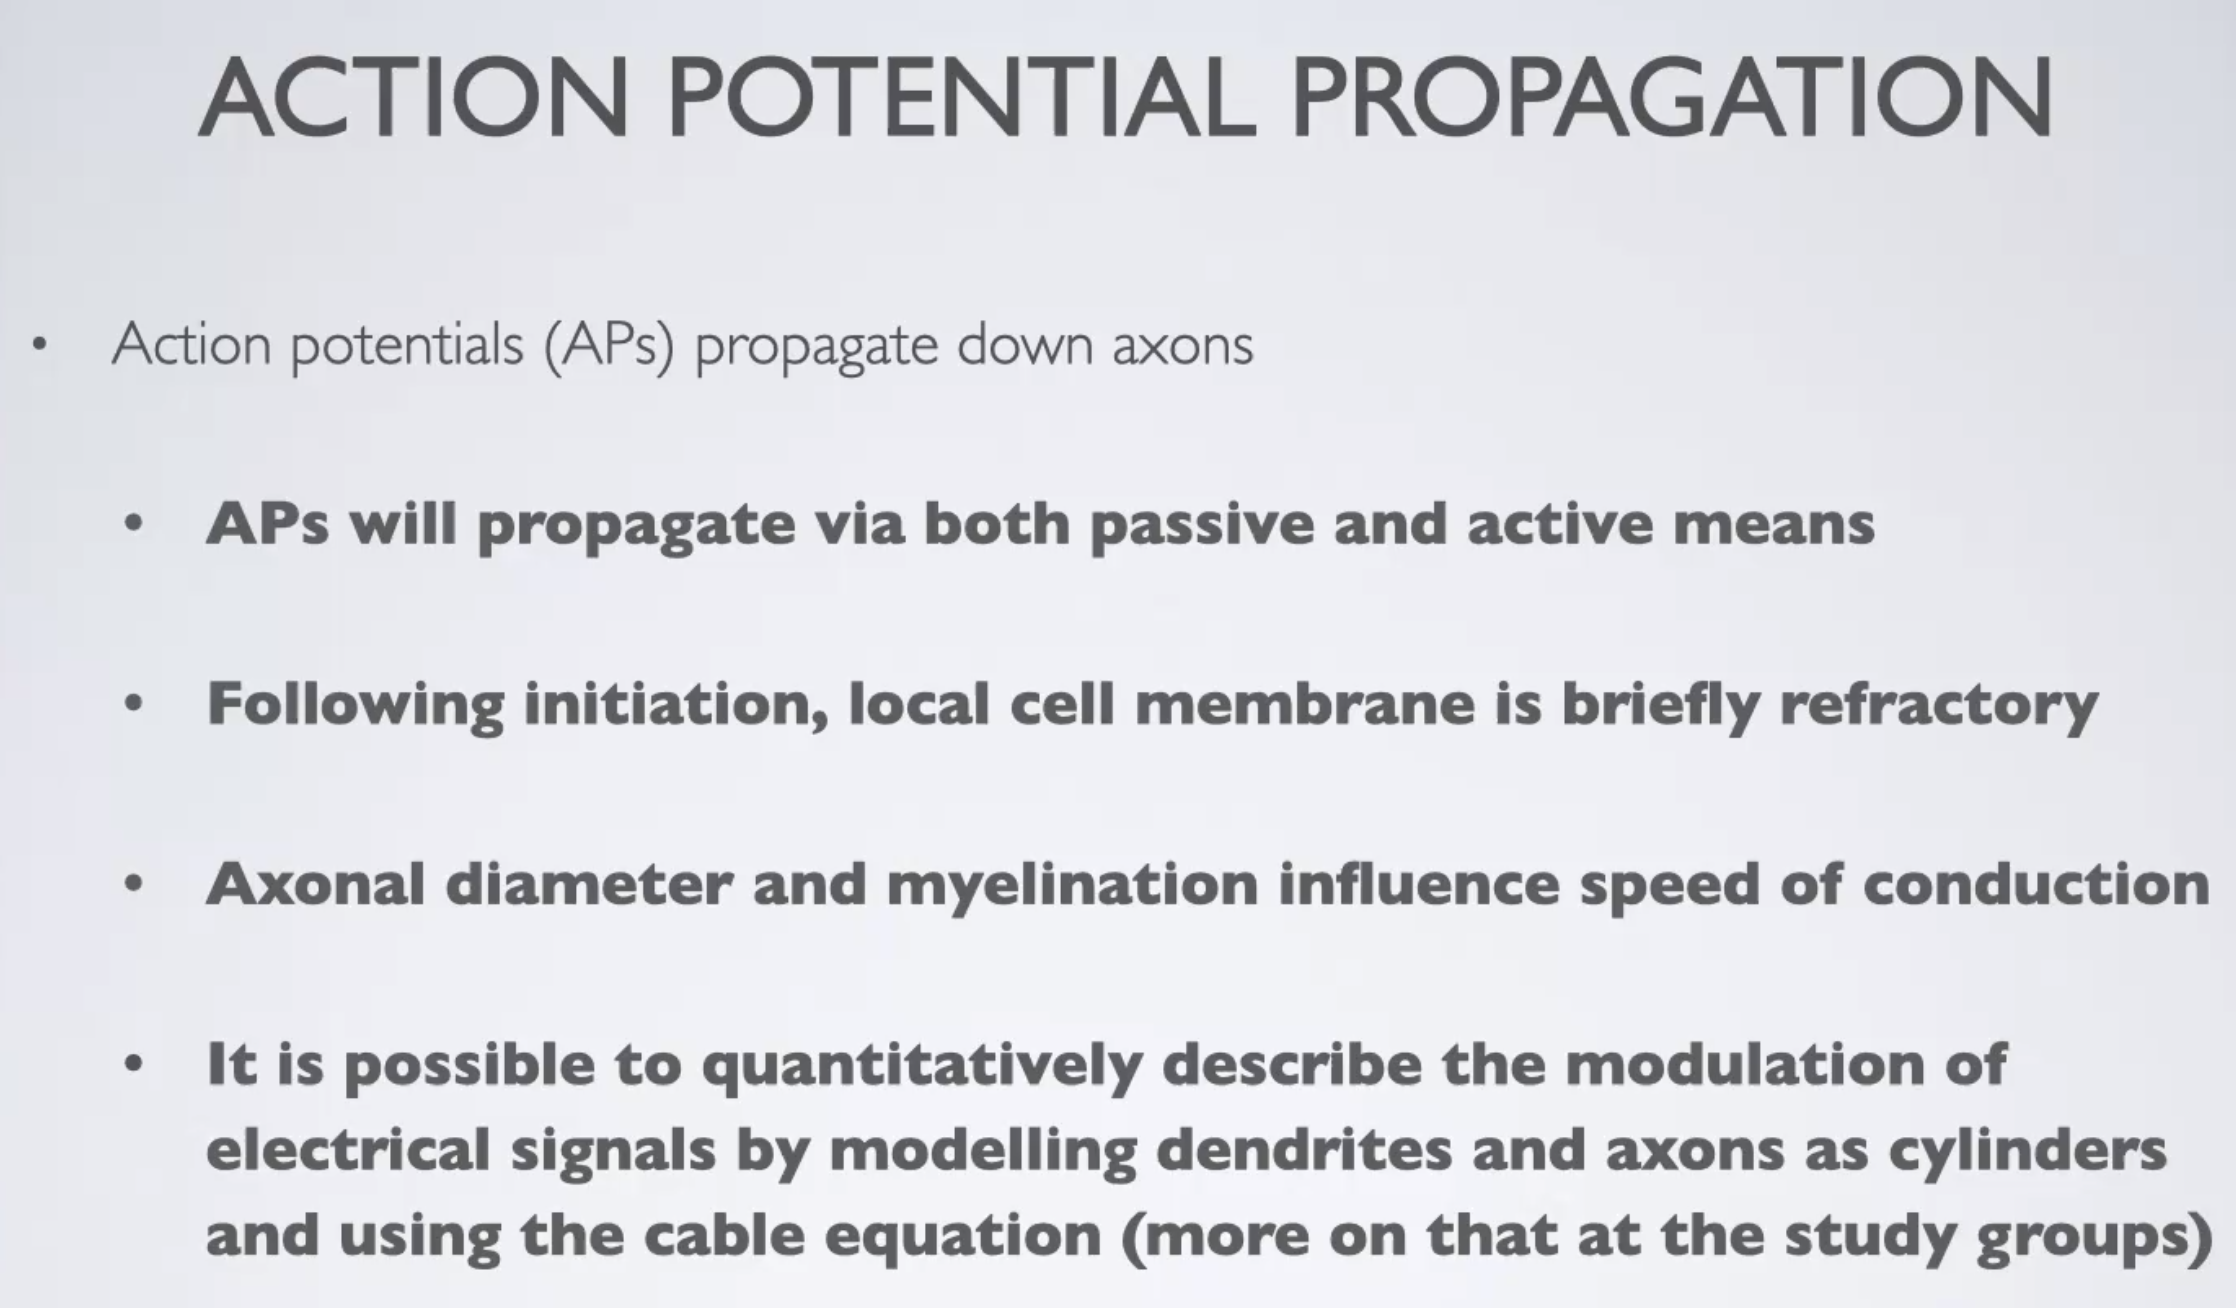 ACTION POTENTIAL PROPAGATION
• Action potentials (APs) propagate down axons
• APs will propagate via both passive and active means
• Following initiation, local cell membrane is briefly refractory
• Axonal diameter and myelination influence speed of conduction
• It is possible to quantitatively describe the modulation of
electrical signals by modelling dendrites and axons as cylinders
and using the cable equation (more on that at the study groups)